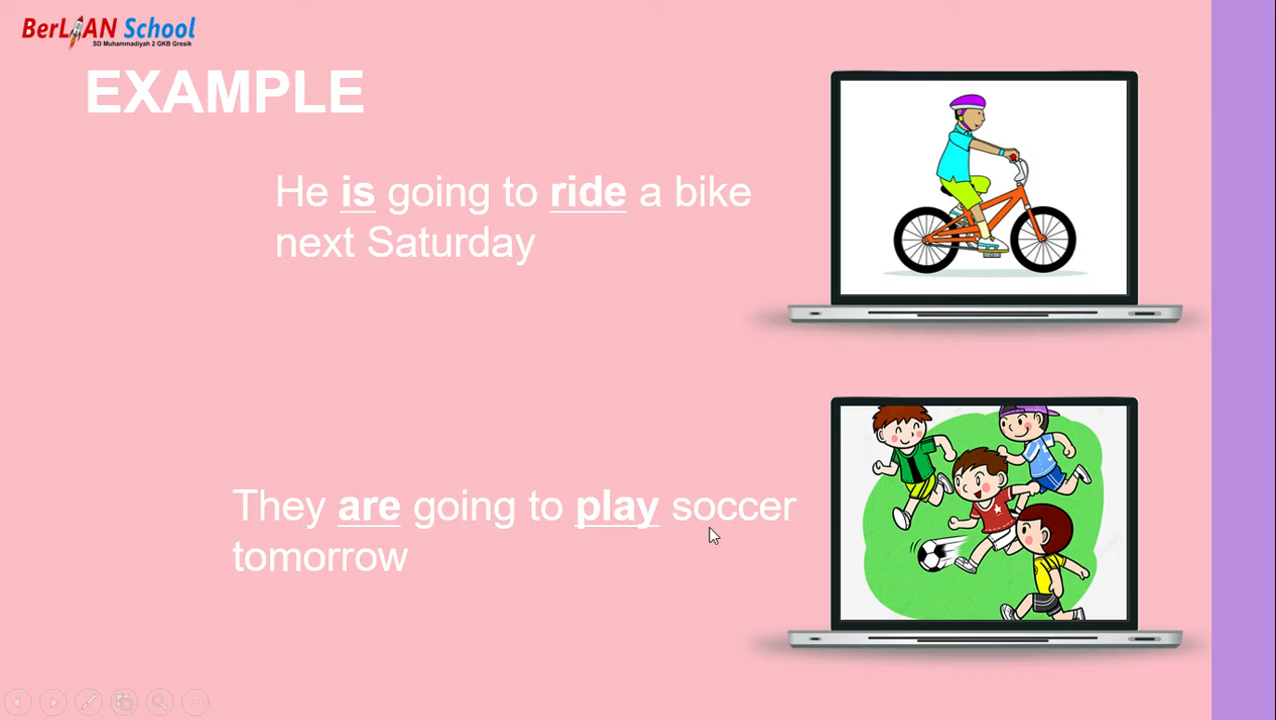 BerLIAN School
SD Muhammadiyah 2 GKB Gresik
EXAMPLE
He is going to ride a bike
next Saturday
They are going to play soccer
tomorrow